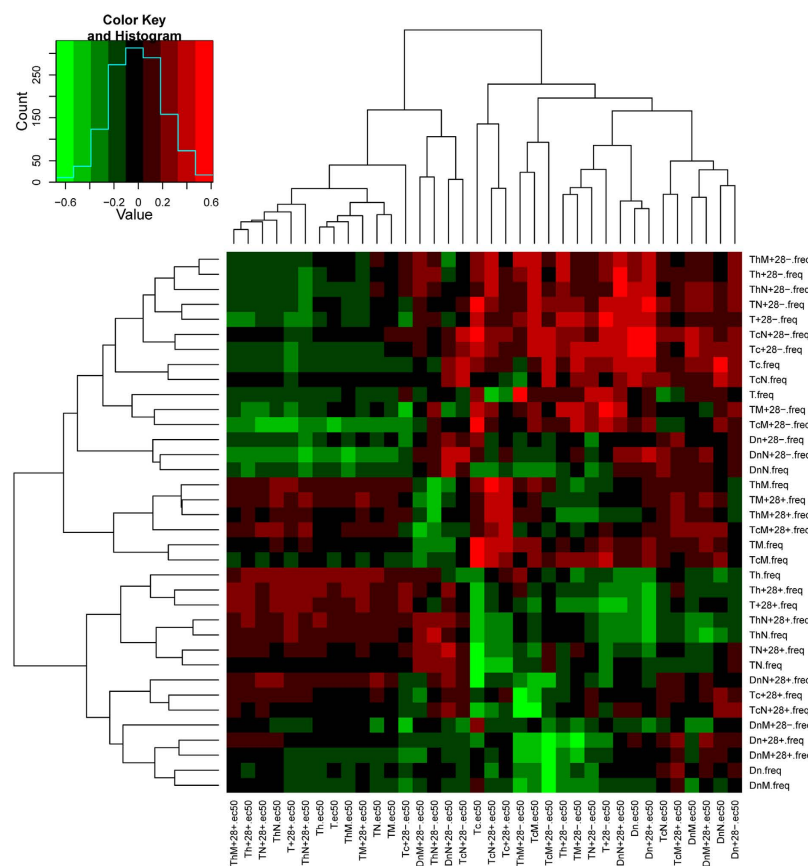 Color Key
and Histogram
Count
0 50 150 250
−0.6 −0.2 0 0.2 0.6
Value
ThM+28−.freq
Th+28−.freq
ThN+28−.freq
TN+28−.freq
T+28−.freq
TcN+28−.freq
Tc+28−.freq
Tc.freq
TcN.freq
T.freq
TM+28−.freq
TcM+28−.freq
Dn+28−.freq
DnN+28−.freq
DnN.freq
ThM.freq
TM+28+.freq
ThM+28+.freq
TcM+28+.freq
TM.freq
TcM.freq
Th.freq
Th+28+.freq
T+28+.freq
ThN+28+.freq
ThN.freq
TN+28+.freq
TN.freq
DnN+28+.freq
Tc+28+.freq
TcN+28+.freq
DnM+28−.freq
Dn+28+.freq
DnM+28+.freq
Dn.freq
DnM.freq
ThM+28+.ec50
Th+28+.ec50
TN+28+.ec50
ThN.ec50
T+28+.ec50
ThN+28+.ec50
Th.ec50
T.ec50
ThM.ec50
TM+28+.ec50
TN.ec50
TM.ec50
Tc+28−.ec50
DnM+28−.ec50
ThN+28−.ec50
DnN+28−.ec50
TcN+28−.ec50
Tc.ec50
TcN+28+.ec50
Tc+28+.ec50
ThM+28−.ec50
TcM.ec50
TcM+28−.ec50
Th+28−.ec50
TM+28−.ec50
TN+28−.ec50
T+28−.ec50
DnN+28+.ec50
Dn.ec50
Dn+28+.ec50
TcN.ec50
TcM+28+.ec50
DnM.ec50
DnM+28+.ec50
DnN.ec50
Dn+28−.ec50